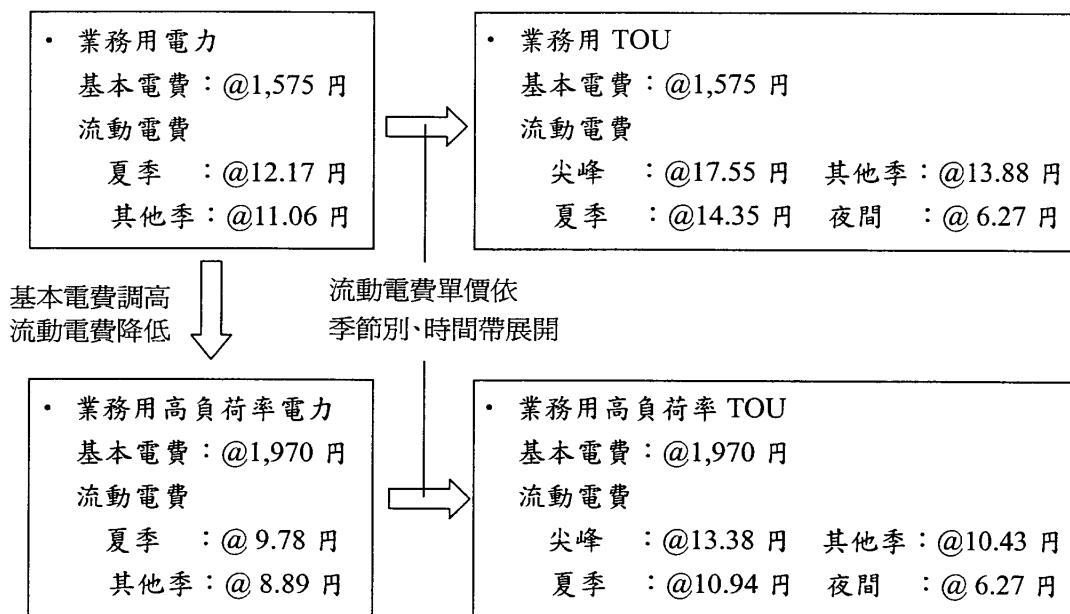 · 業務用電力
基本電費：@1,575 円
流動電費
夏季 ：@12.17 円
其他季：@11.06 円
· 業務用 TOU
基本電費：@1,575 円
流動電費
尖峰 ：@17.55 円 其他季：@13.88 円
夏季 ：@14.35 円 夜間 ：@ 6.27 円
基本電費調高
流動電費降低
流動電費單價依
季節別、時間帶展開
· 業務用高負荷率電力
基本電費：@1,970 円
流動電費
夏季 ：@ 9.78 円
其他季：@ 8.89 円
· 業務用高負荷率 TOU
基本電費：@1,970 円
流動電費
尖峰 ：@13.38 円 其他季：@10.43 円
夏季 ：@10.94 円 夜間 ：@ 6.27 円